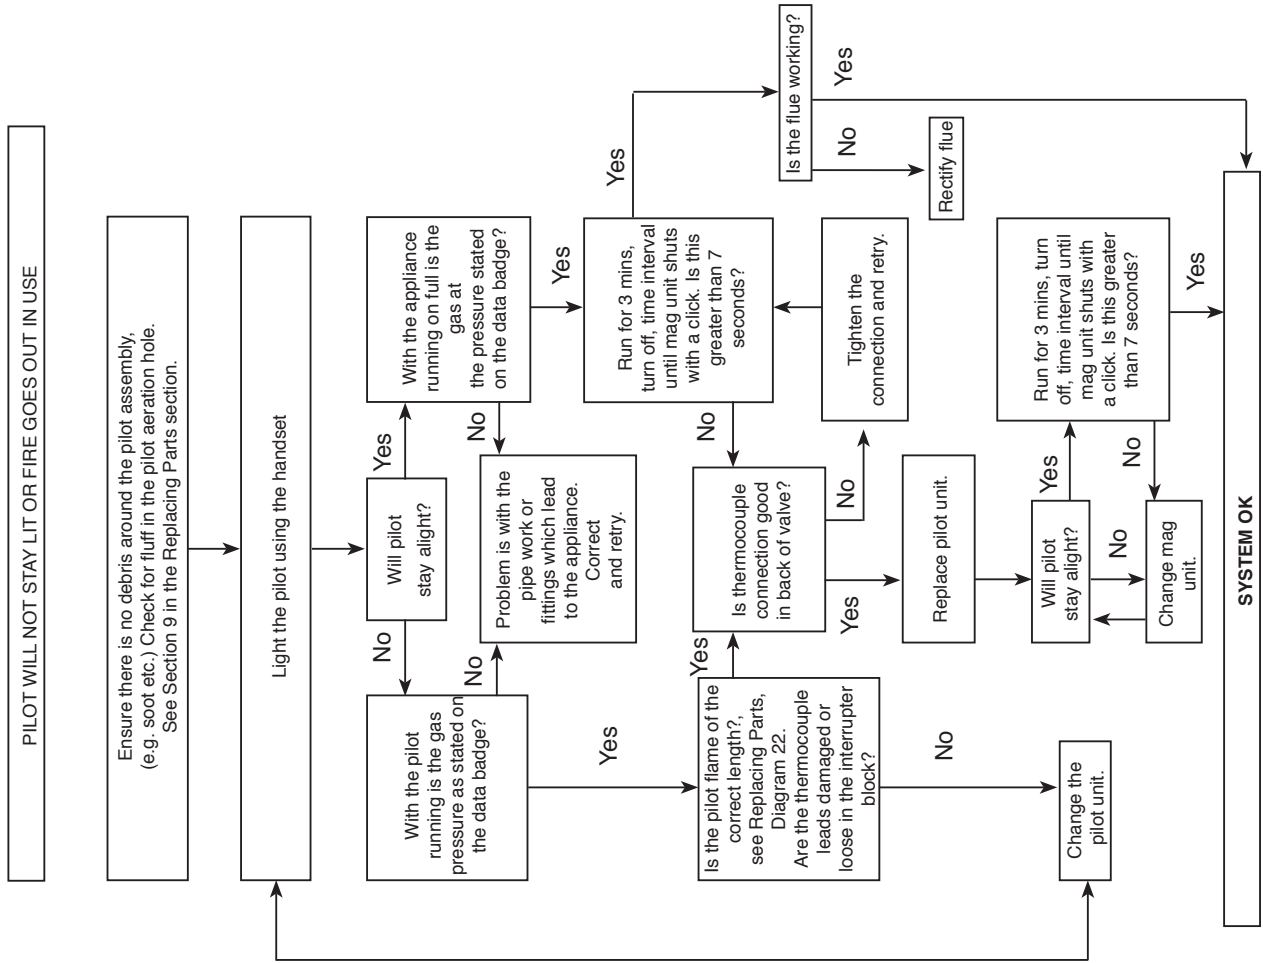 PILOT WILL NOT STAY LIT OR FIRE GOES OUT IN USE
Ensure there is no debris around the pilot assembly,
(e.g. soot etc.) Check for fluff in the pilot aeration hole.
See Section 9 in the Replacing Parts section.
Light the pilot using the handset
Will pilot
stay alight?
No
Yes
With the pilot
running is the gas
pressure as stated on
the data badge?
With the appliance
running on full is the
gas at
the pressure stated
on the data badge?
No
No
Problem is with the
pipe work or
fittings which lead
to the appliance.
Correct
and retry.
Yes
Yes
Run for 3 mins,
turn off, time interval
until mag unit shuts
with a click. Is this
greater than 7
seconds?
Yes
Is the flue working?
No
Yes
Rectify flue
Is the pilot flame of the
correct length?,
see Replacing Parts,
Diagram 22.
Are the thermocouple
leads damaged or
loose in the interrupter
block?
Yes
No
Is thermocouple
connection good
in back of valve?
No
Tighten the
connection and retry.
Yes
Replace pilot unit.
No
Change the
pilot unit.
Will pilot
stay alight?
Yes
Run for 3 mins, turn
off, time interval until
mag unit shuts with
a click. Is this greater
than 7 seconds?
No
No
Change mag
unit.
Yes
SYSTEM OK